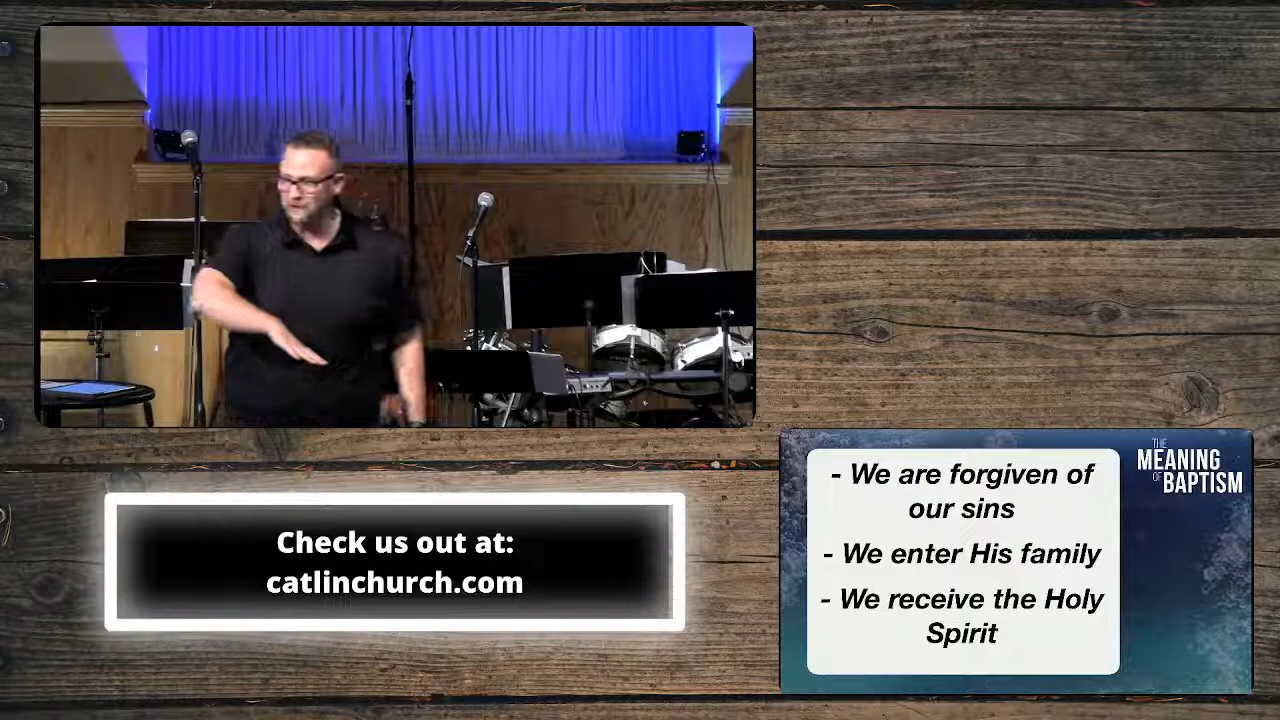 Check us out at:
catlinchurch.com
THE
MEANING
OF BAPTISM
- We are forgiven of
our sins
- We enter His family
- We receive the Holy
Spirit